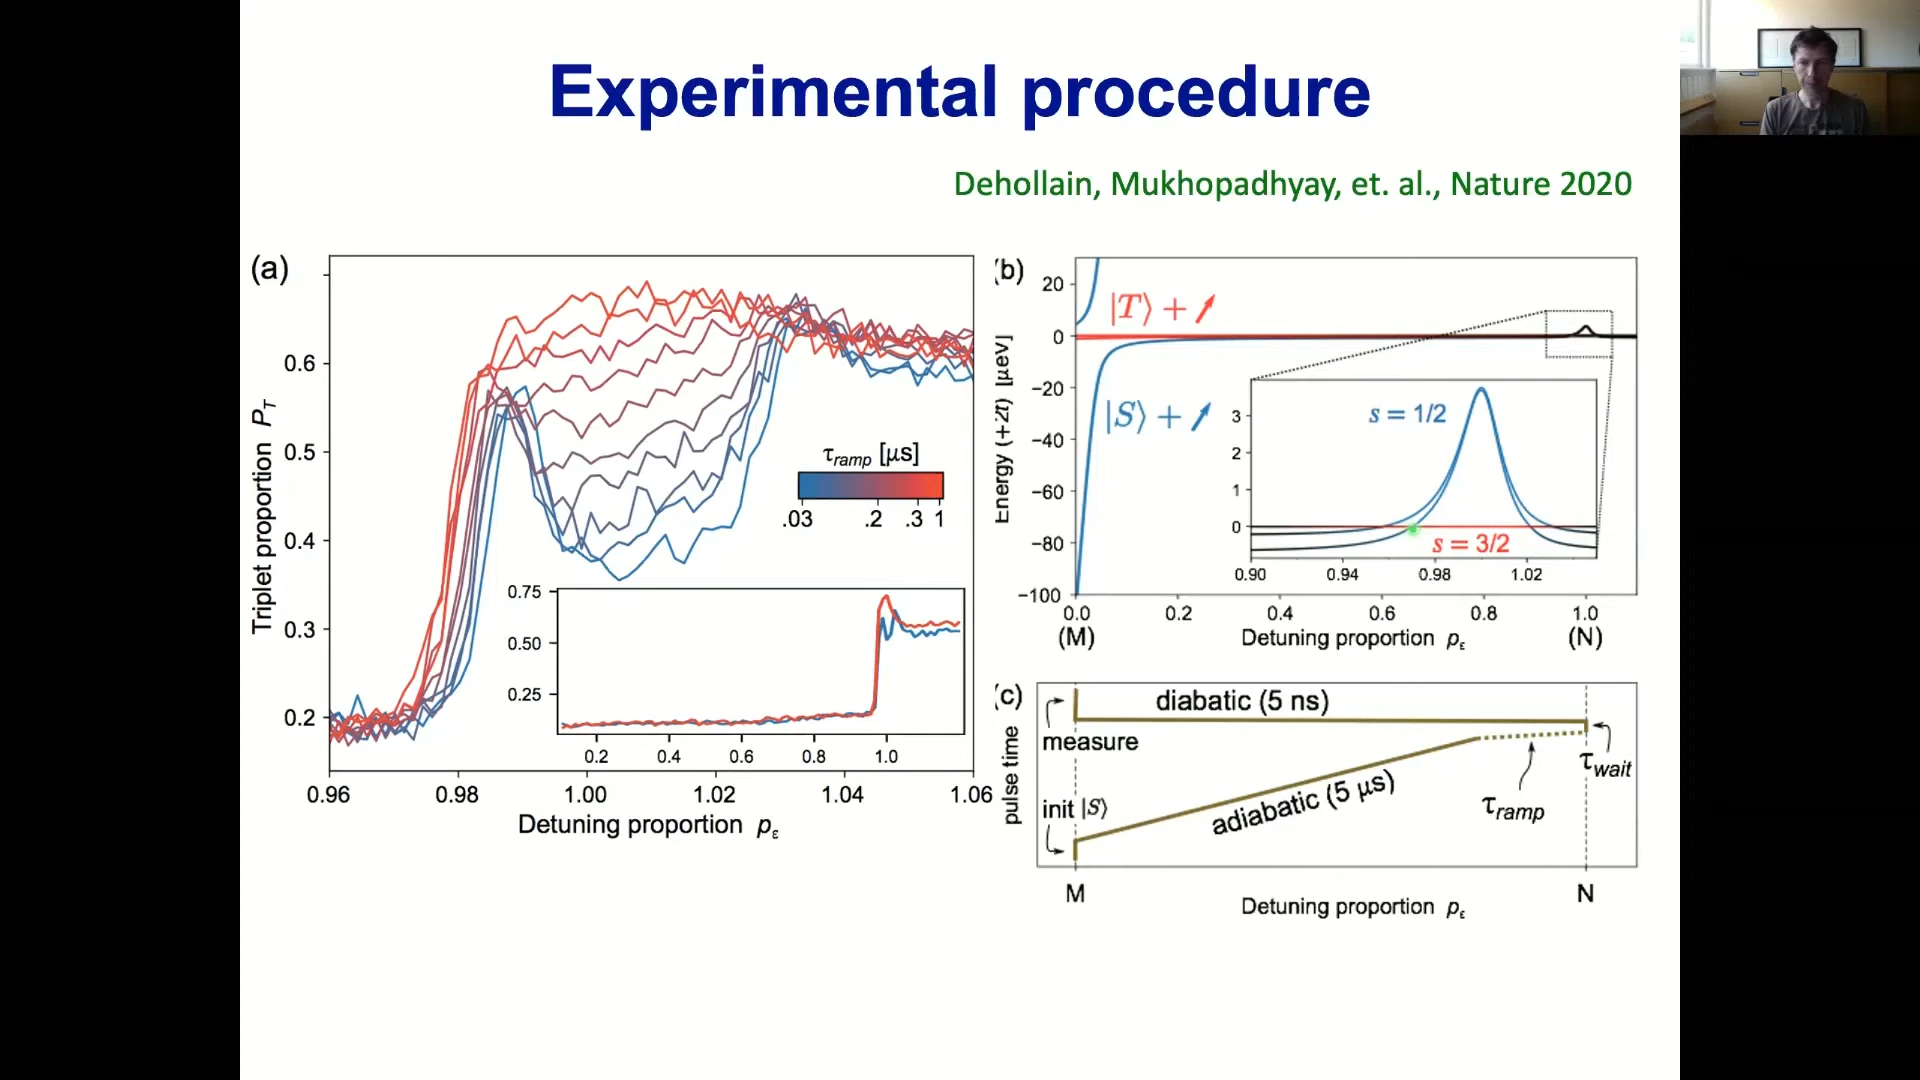 Experimental procedure
Dehollain, Mukhopadhyay, et. al., Nature 2020
(a)
Triplet proportion P_T
0.6
0.5
0.4
0.3
0.2
0.96 0.98 1.00 1.02 1.04 1.06
Detuning proportion p_ε
τ_ramp [μs]
.03 .2 .3 1
0.75
0.50
0.25
0.2 0.4 0.6 0.8 1.0
(b)
Energy (+2t) [μeV]
20
0
−20
−40
−60
−80
−100
|T⟩ +
|S⟩ +
s = 1/2
3
2
1
0
s = 3/2
0.90 0.94 0.98 1.02
0.0 0.2 0.4 0.6 0.8 1.0
(M) Detuning proportion p_ε (N)
(c)
pulse time
diabatic (5 ns)
measure
τ_wait
adiabatic (5 μs)
τ_ramp
init |S⟩
M N
Detuning proportion p_ε